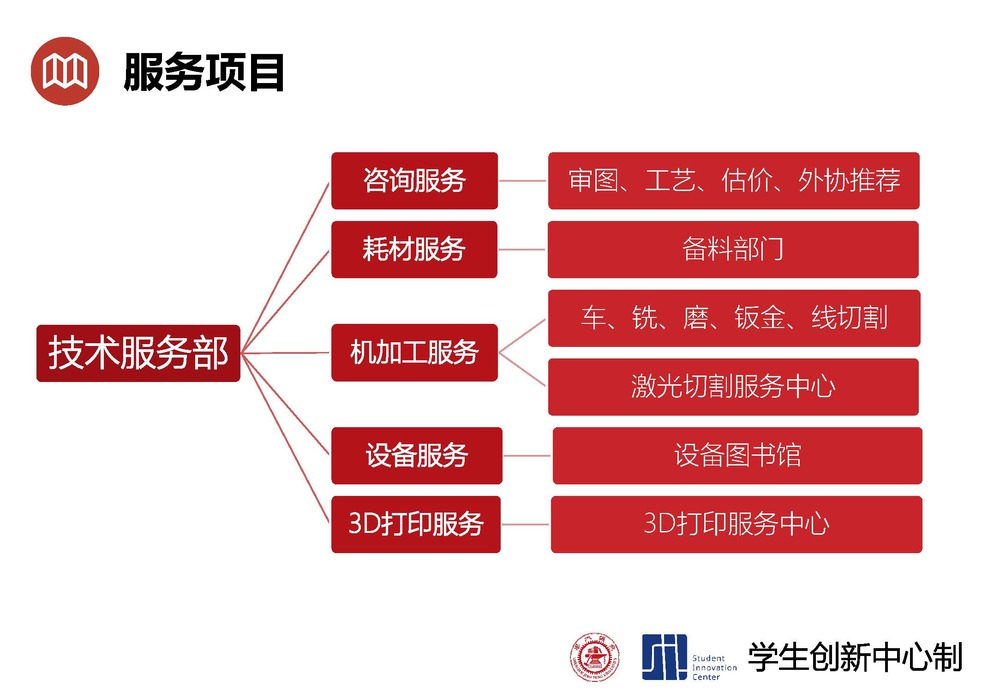 服务项目
技术服务部
咨询服务
审图、工艺、估价、外协推荐
耗材服务
备料部门
机加工服务
车、铣、磨、钣金、线切割
激光切割服务中心
设备服务
设备图书馆
3D打印服务
3D打印服务中心
Student
Innovation
Center
学生创新中心制